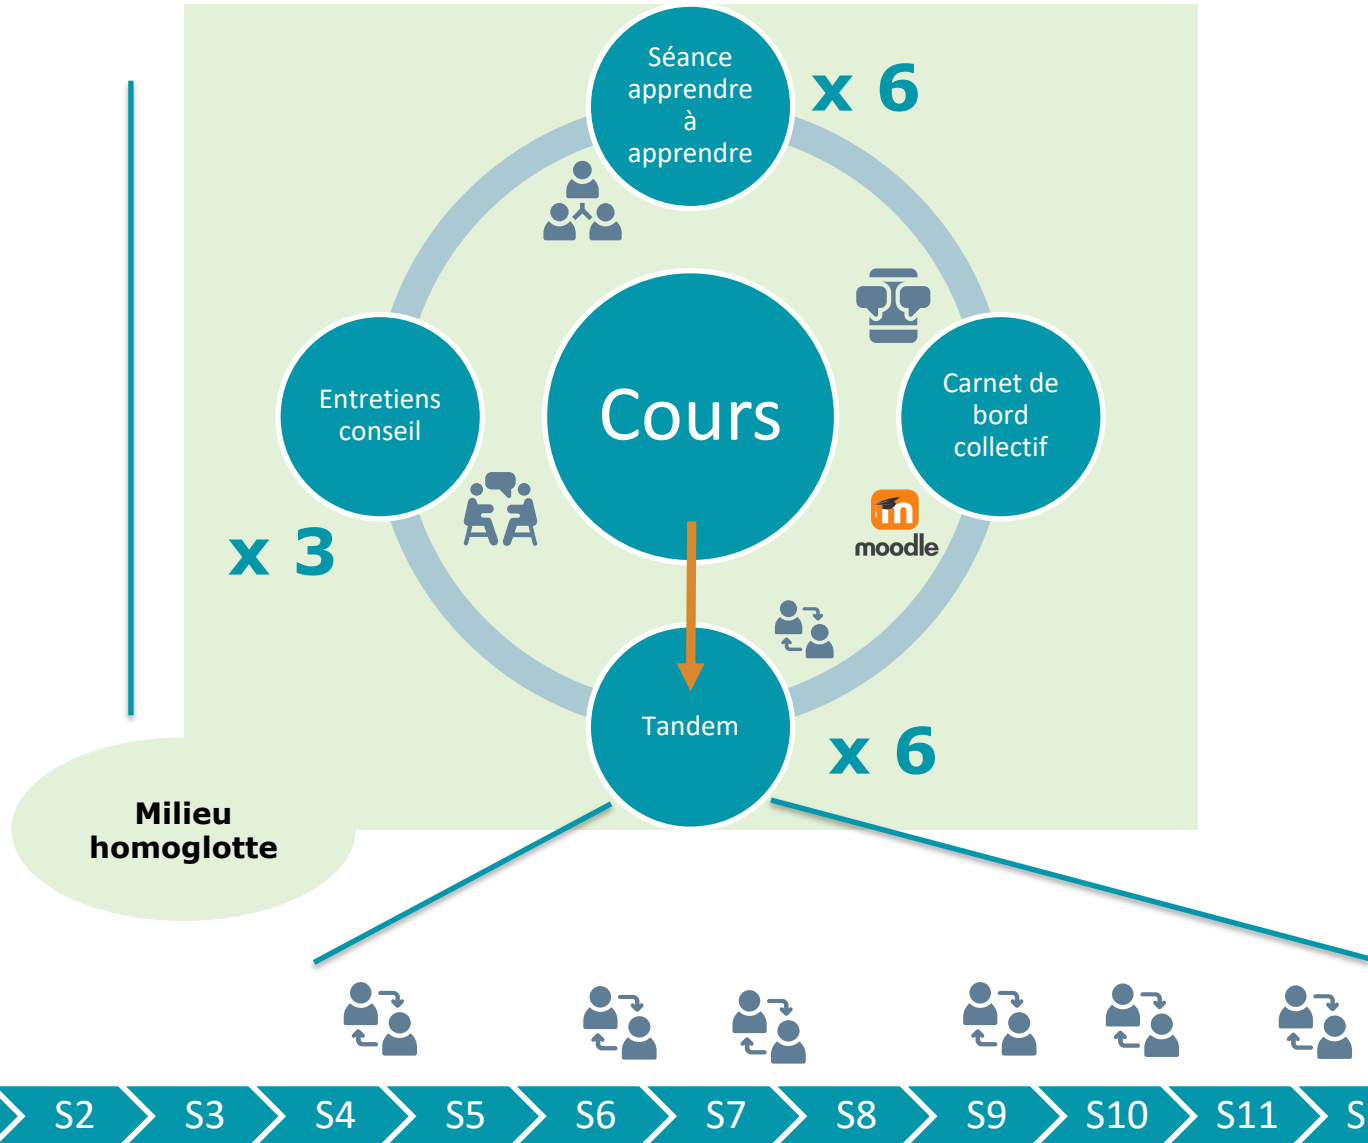 Séance
apprendre
à
apprendre
x 6
Entretiens
conseil
x 3
Cours
Carnet de
bord
collectif
moodle
Tandem
x 6
Milieu
homoglotte
S2 S3 S4 S5 S6 S7 S8 S9 S10 S11 S